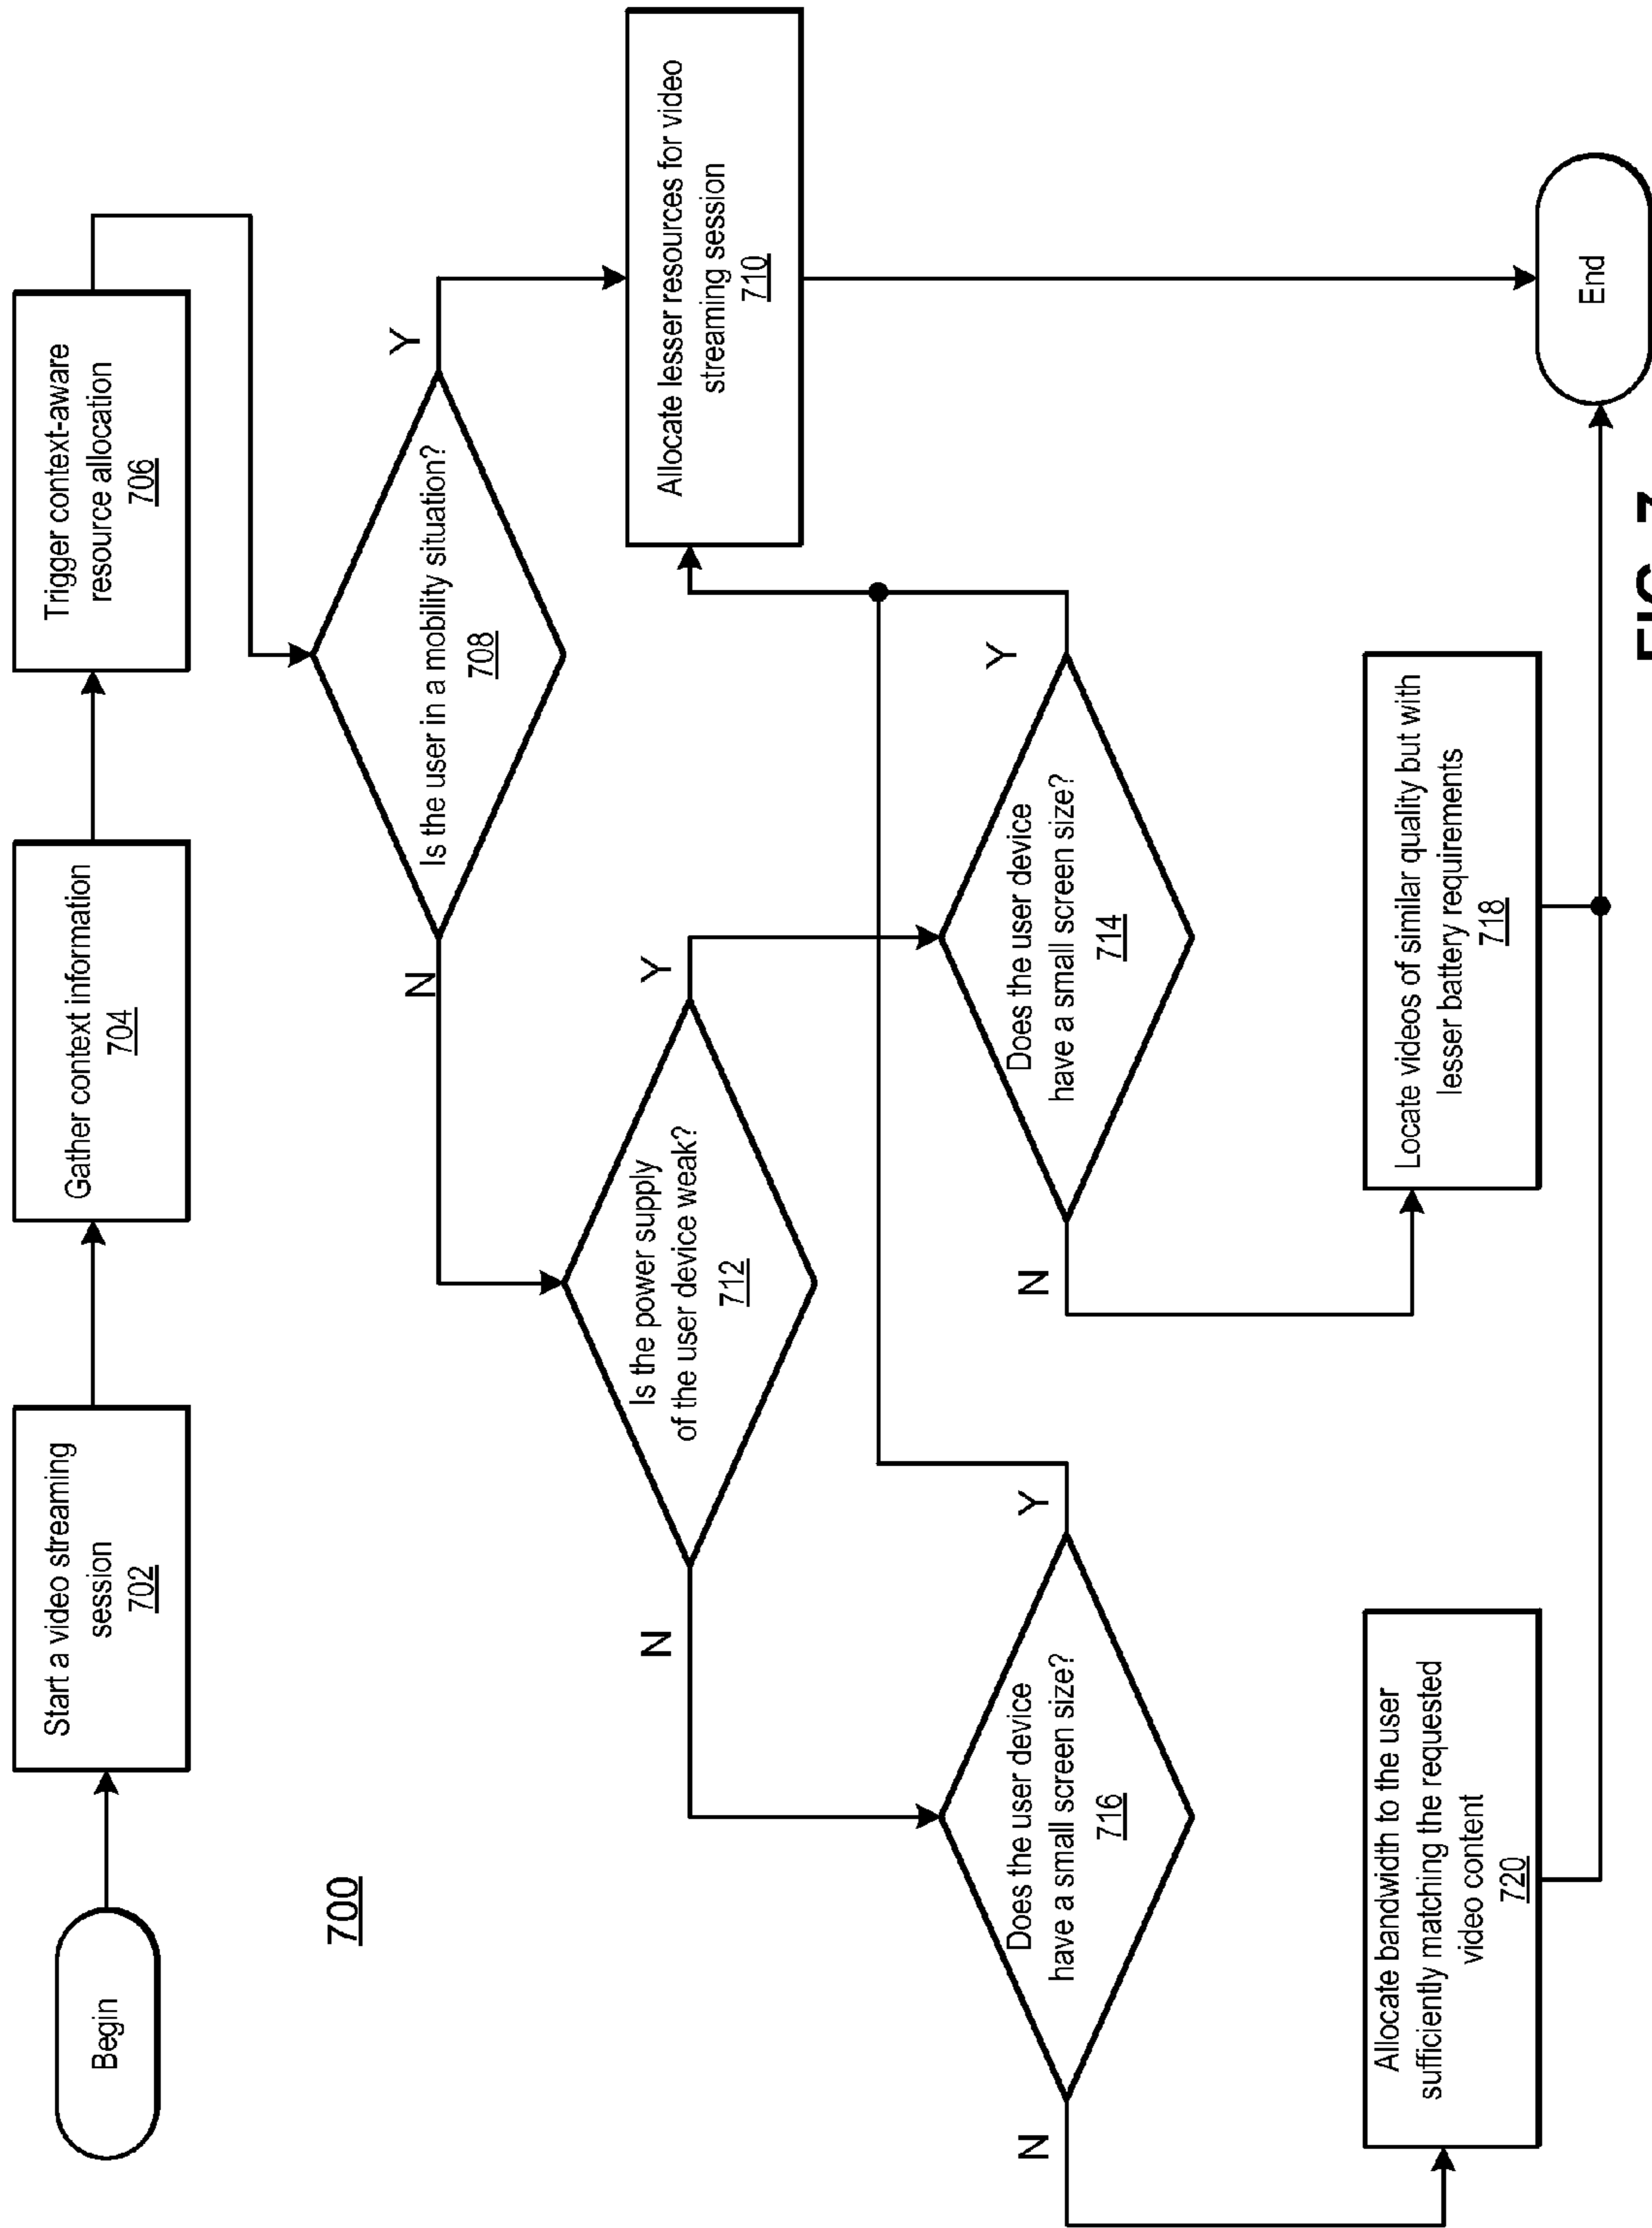 Begin
Start a video streaming
session
702
Gather context information
704
Trigger context-aware
resource allocation
706
700
Is the user in a mobility situation?
708
Y
N
Allocate lesser resources for video
streaming session
710
Is the power supply
of the user device weak?
712
Y
N
Does the user device
have a small screen size?
716
Y
N
Does the user device
have a small screen size?
714
Y
N
Allocate bandwidth to the user
sufficiently matching the requested
video content
720
Locate videos of similar quality but with
lesser battery requirements
718
End